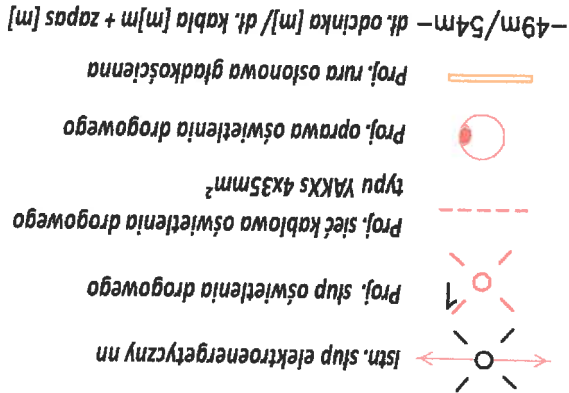 Istn. słup elektroenergetyczny nn
Proj. słup oświetlenia drogowego
1
Proj. sieć kablowa oświetlenia drogowego
typu YAKXs 4x35mm²
Proj. oprawa oświetlenia drogowego
Proj. rura osłonowa gładkościenna
–49m/54m– dł. odcinka [m]/ dł. kabla [m]m + zapas [m]